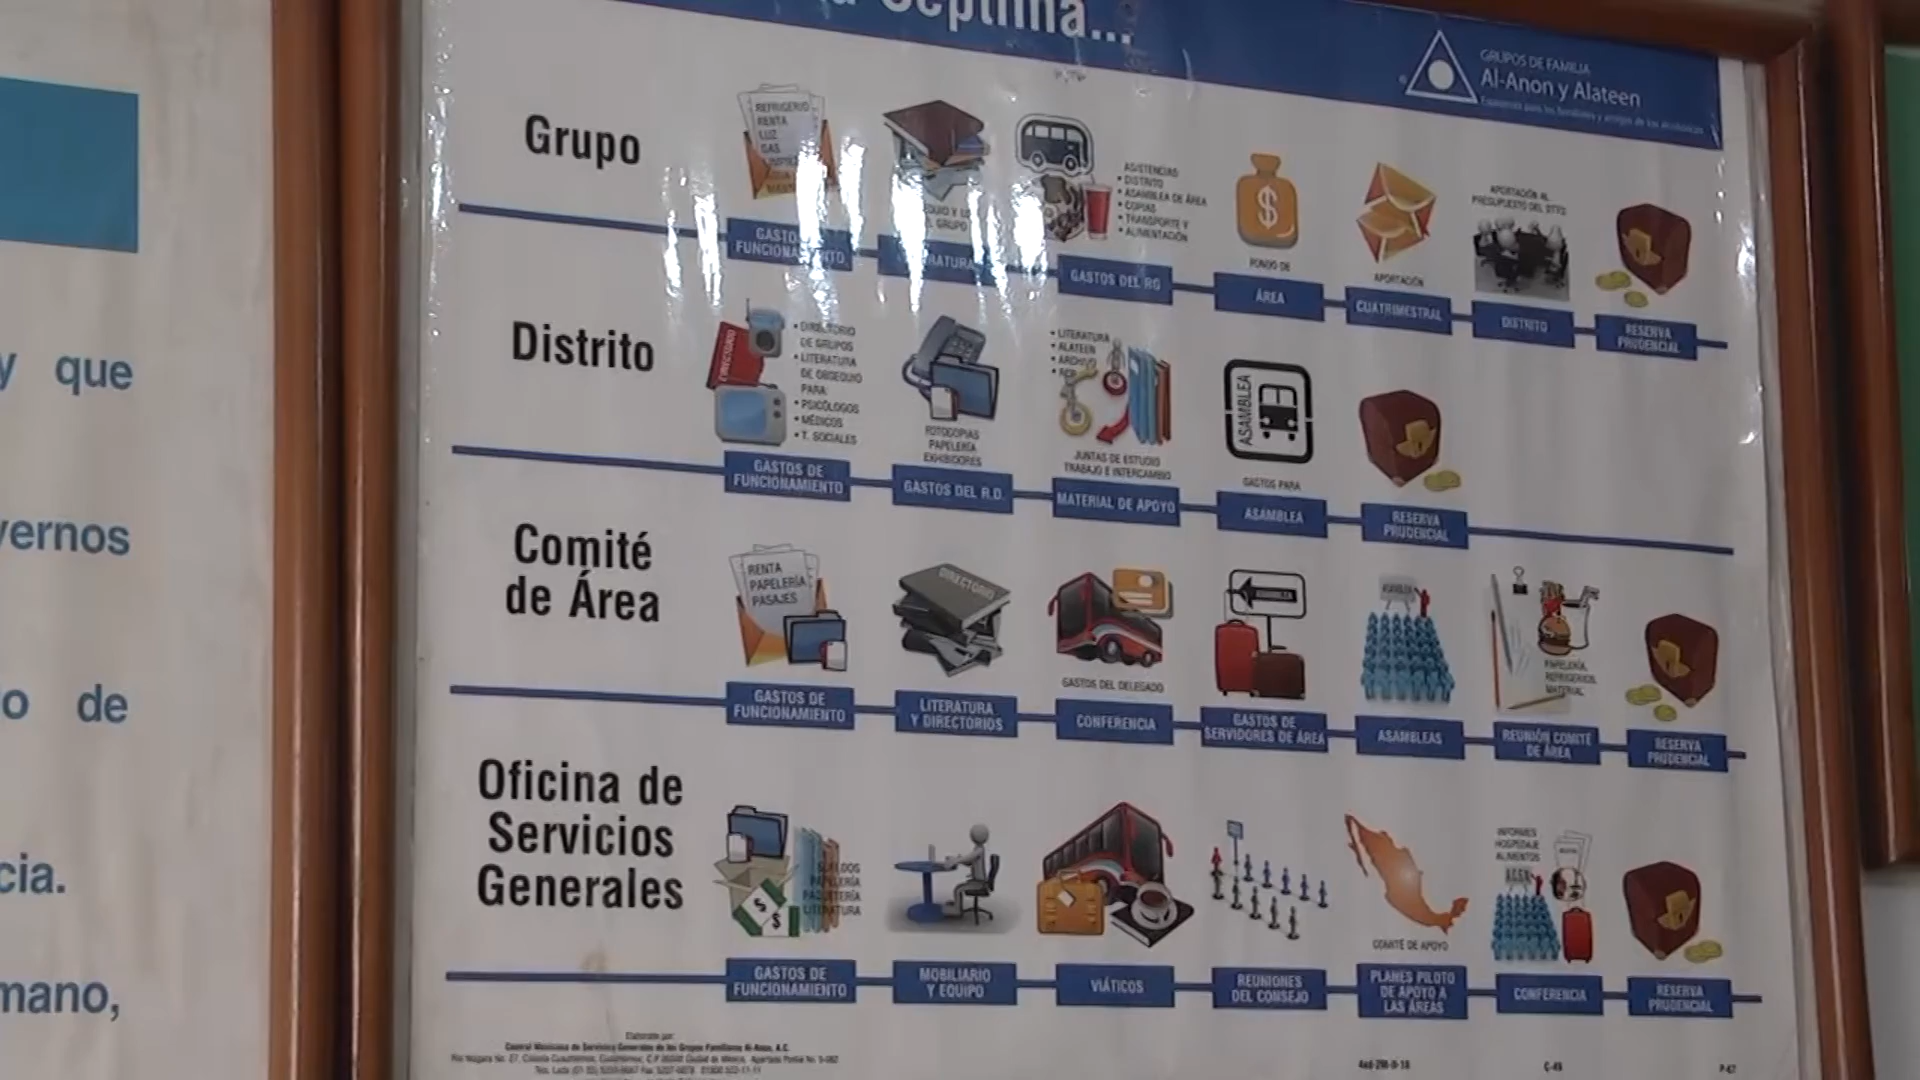 Séptima...
GRUPOS DE FAMILIA
Al-Anon y Alateen
Grupo
REFRIGERIO
RENTA
LUZ
GAS
ASISTENCIAS
• DISTRITO
• ASAMBLEA DE ÁREA
• COPIAS
• TRANSPORTE Y
• ALIMENTACIÓN
$
FONDO DE
APORTACIÓN
APORTACIÓN AL
PRESUPUESTO DEL DTTO
GASTOS DE
FUNCIONAMIENTO
GASTOS DEL RG
ÁREA
CUATRIMESTRAL
DISTRITO
RESERVA
PRUDENCIAL
Distrito
DIRECTORIO
• DIRECTORIO
DE GRUPOS
• LITERATURA
DE OBSEQUIO
PARA:
• PSICÓLOGOS
• MÉDICOS
• T. SOCIALES
FOTOCOPIAS
PAPELERÍA
EXHIBIDORES
• LITERATURA
• ALATEEN
• ARCHIVO
JUNTAS DE ESTUDIO
TRABAJO E INTERCAMBIO
ASAMBLEA
GASTOS PARA
GASTOS DE
FUNCIONAMIENTO
GASTOS DEL R.D.
MATERIAL DE APOYO
ASAMBLEA
RESERVA
PRUDENCIAL
Comité
de Área
RENTA
PAPELERÍA
PASAJES
DIRECTORIO
GASTOS DEL DELEGADO
ASAMBLEA
ASAMBLEA
PAPELERÍA,
REFRIGERIOS,
MATERIAL
GASTOS DE
FUNCIONAMIENTO
LITERATURA
Y DIRECTORIOS
CONFERENCIA
GASTOS DE
SERVIDORES DE ÁREA
ASAMBLEAS
REUNIÓN COMITÉ
DE ÁREA
RESERVA
PRUDENCIAL
Oficina de
Servicios
Generales
SUELDOS
PAPELERÍA
PAQUETERÍA
LITERATURA
$
$
COMITÉ DE APOYO
INFORMES
HOSPEDAJE
ALIMENTOS
GASTOS DE
FUNCIONAMIENTO
MOBILIARIO
Y EQUIPO
VIÁTICOS
REUNIONES
DEL CONSEJO
PLANES PILOTO
DE APOYO A
LAS ÁREAS
CONFERENCIA
RESERVA
PRUDENCIAL
Elaborado por:
Central Mexicana de Servicios Generales de los Grupos Familiares Al-Anon, A.C.
C-49
P-67
y que
vernos
o de
cia.
mano,